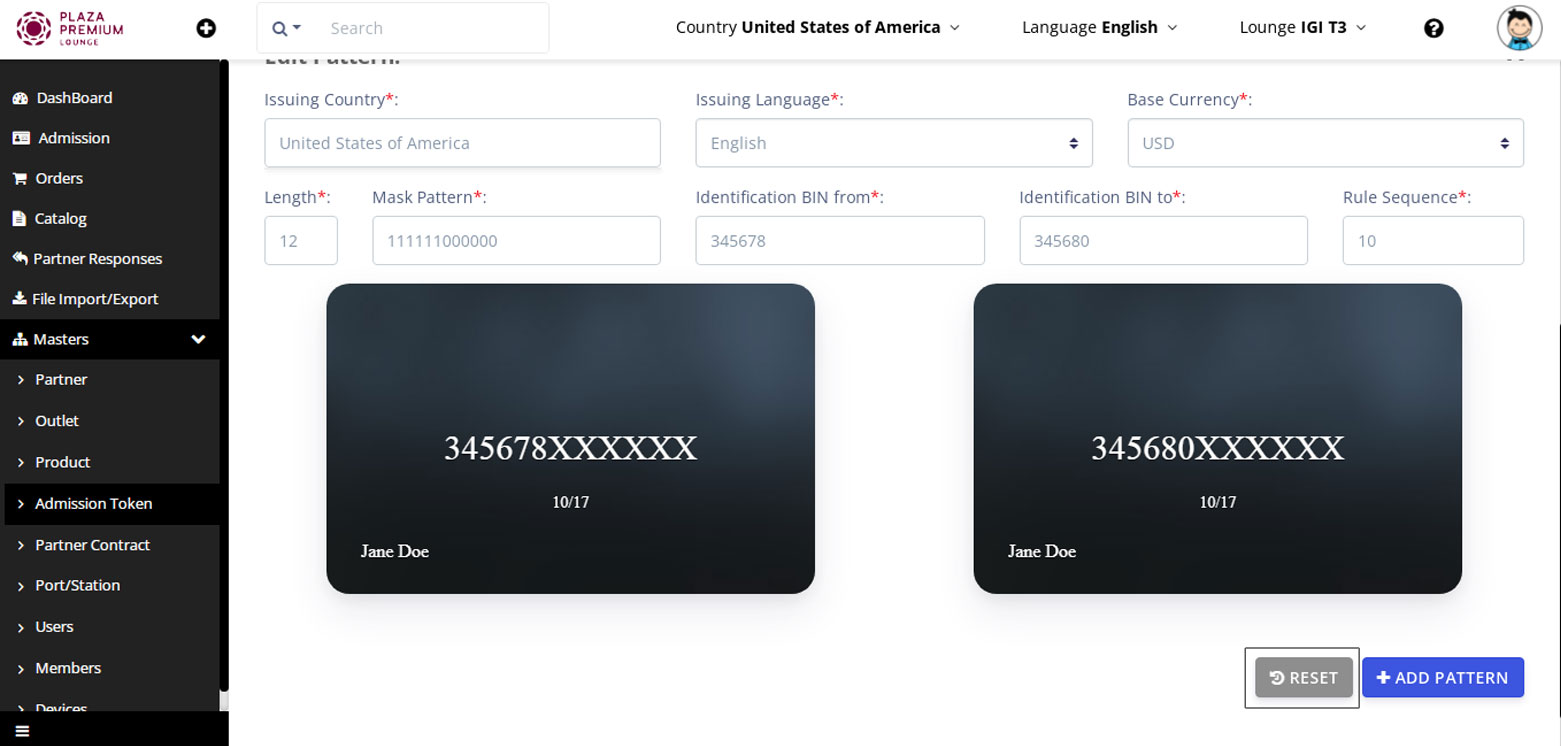 PLAZA
PREMIUM
LOUNGE
Search
Country United States of America
Language English
Lounge IGI T3
Edit Pattern:
DashBoard
Admission
Orders
Catalog
Partner Responses
File Import/Export
Masters
Partner
Outlet
Product
Admission Token
Partner Contract
Port/Station
Users
Members
Devices
Issuing Country*:
Issuing Language*:
Base Currency*:
United States of America
English
USD
Length*:
Mask Pattern*:
Identification BIN from*:
Identification BIN to*:
Rule Sequence*:
12
111111000000
345678
345680
10
345678XXXXXX
10/17
Jane Doe
345680XXXXXX
10/17
Jane Doe
RESET
ADD PATTERN